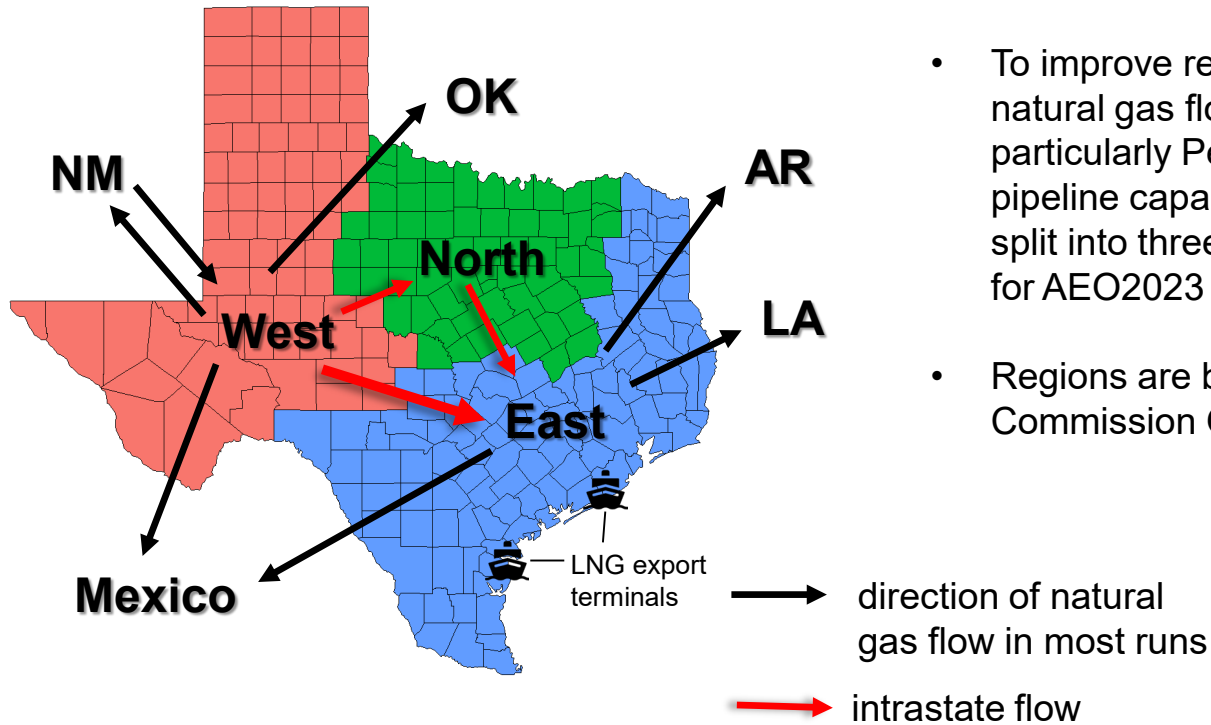 OK
NM
AR
North
LA
West
East
Mexico
LNG export
terminals
• To improve re
natural gas flo
particularly Pe
pipeline capa
split into three
for AEO2023
• Regions are b
Commission
direction of natural
gas flow in most runs
intrastate flow